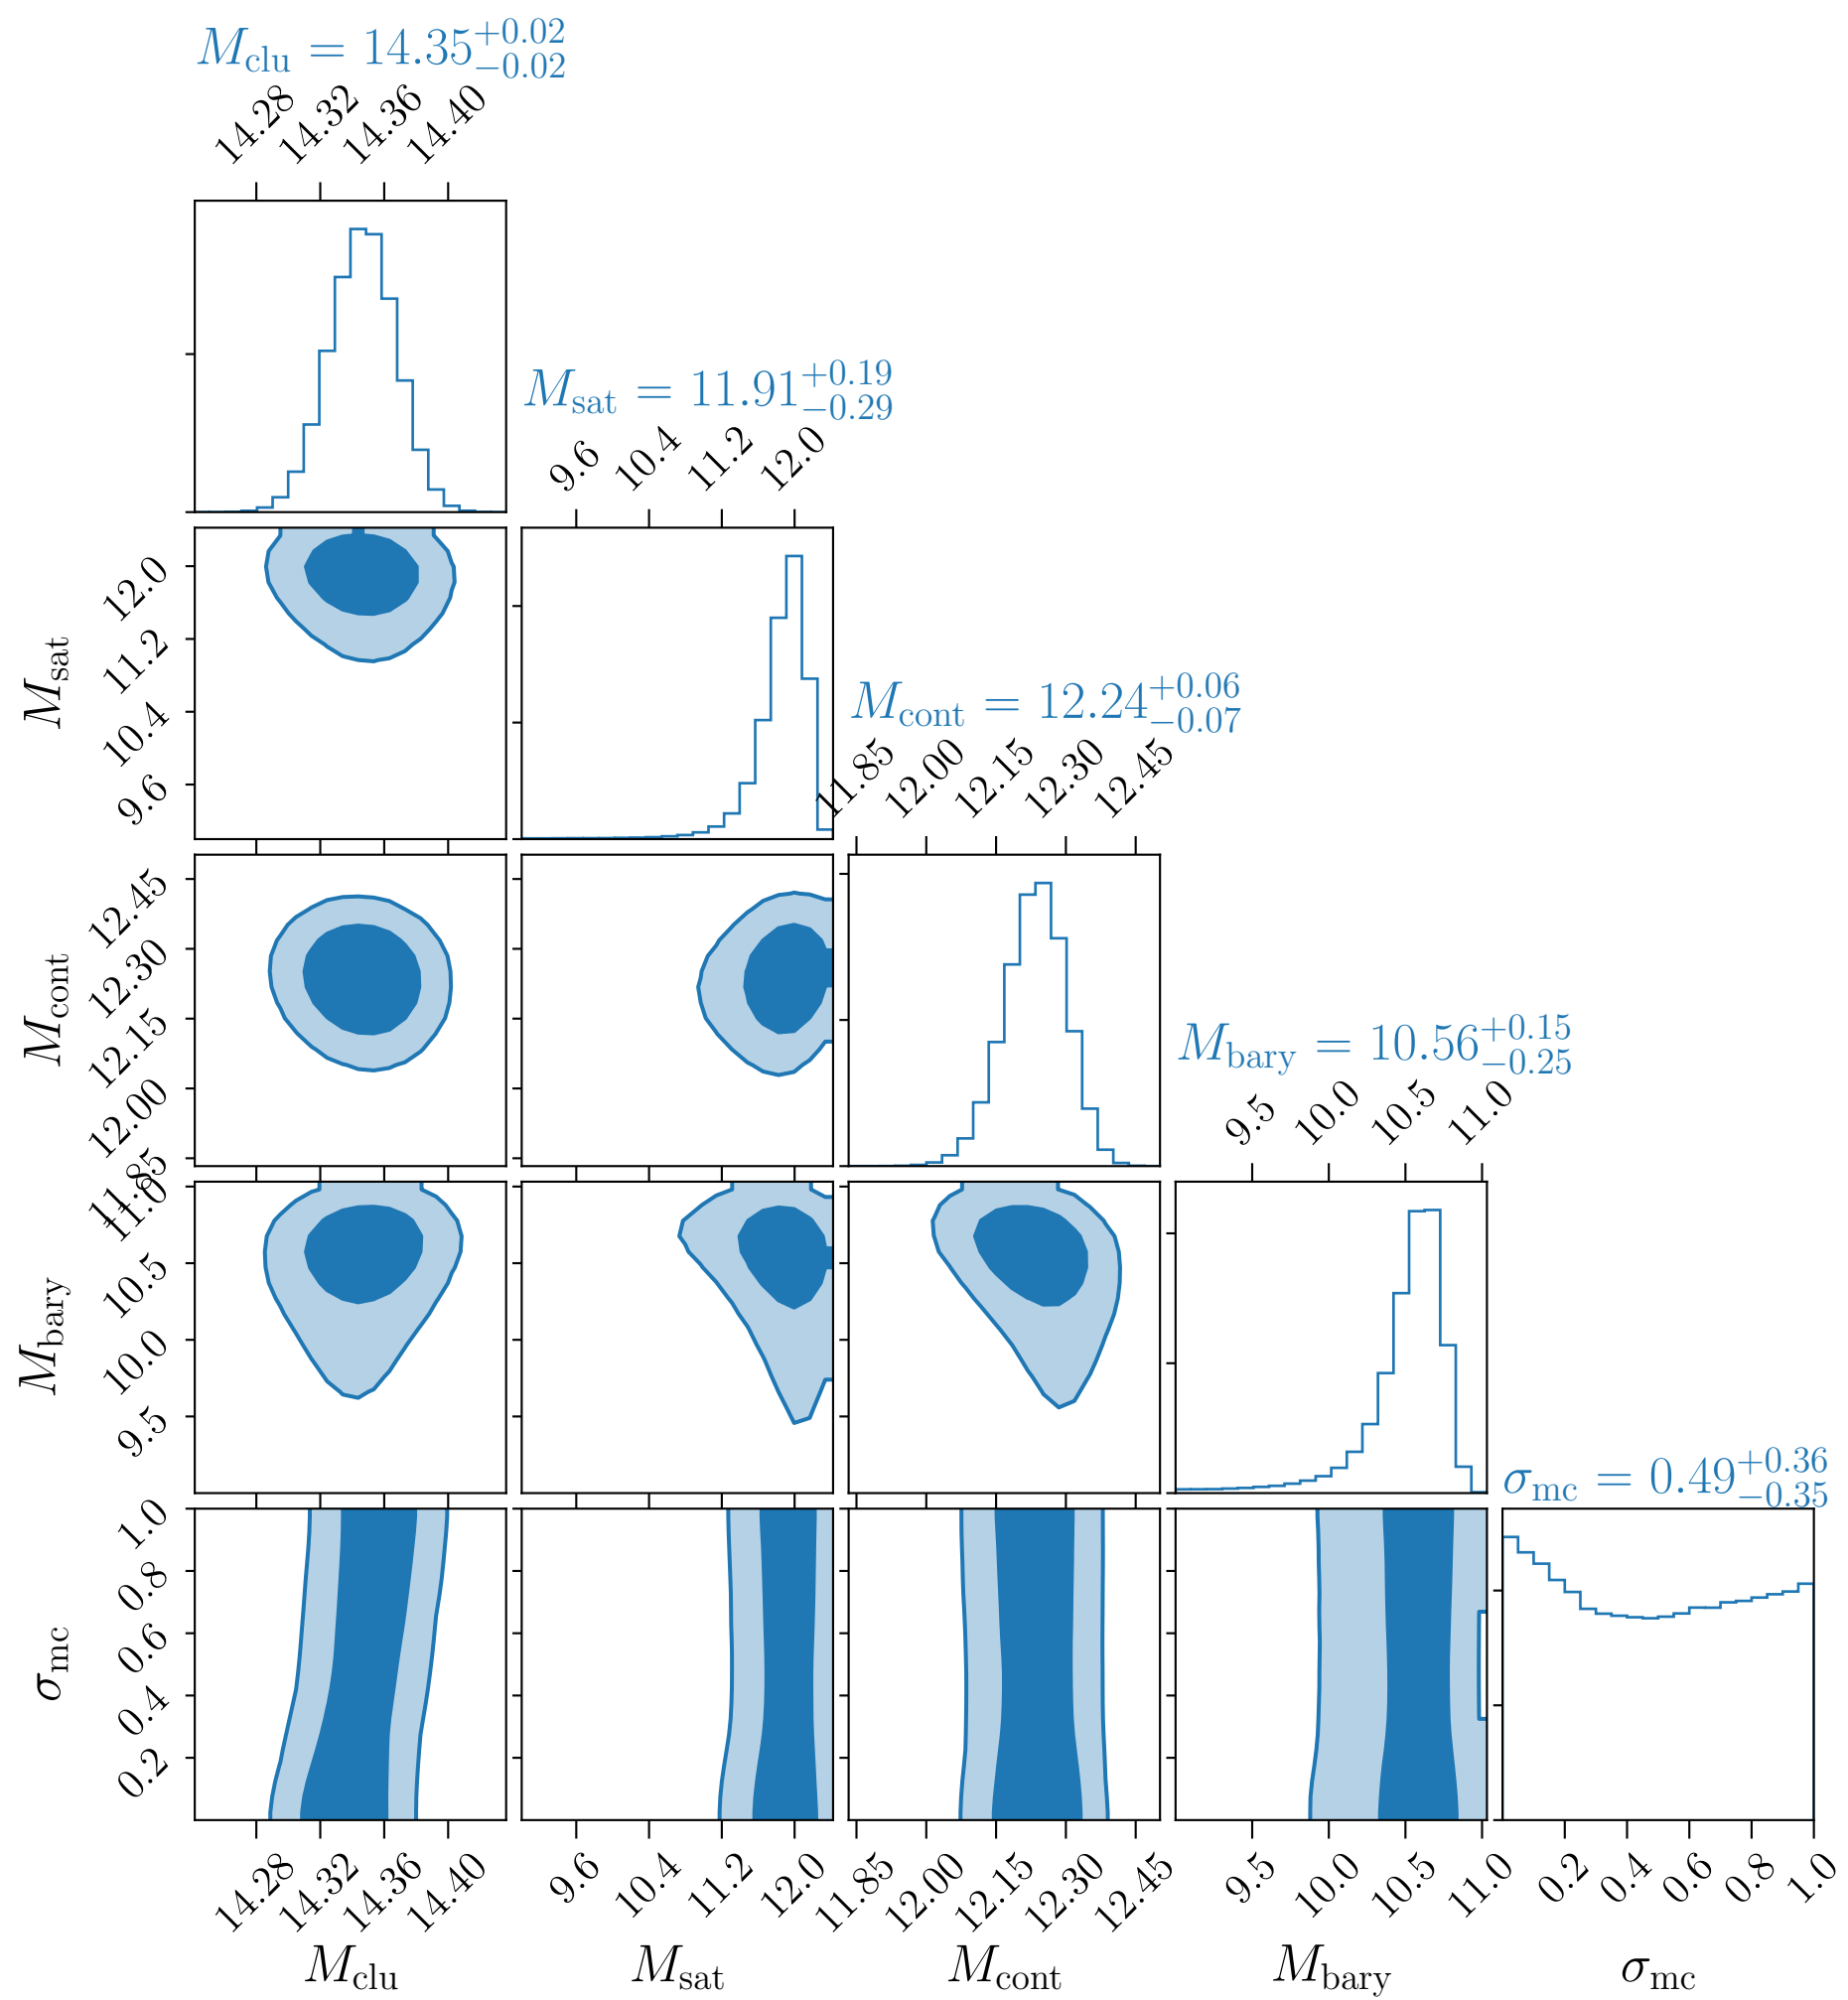 M_clu = 14.35^{+0.02}_{-0.02}
14.28 14.32 14.36 14.40
M_sat = 11.91^{+0.19}_{-0.29}
9.6 10.4 11.2 12.0
12.0
11.2
10.4
9.6
M_sat
M_cont = 12.24^{+0.06}_{-0.07}
11.85 12.00 12.15 12.30 12.45
12.45
12.30
12.15
12.00
11.85
M_cont
M_bary = 10.56^{+0.15}_{-0.25}
9.5 10.0 10.5 11.0
11.0
10.5
10.0
9.5
M_bary
σ_mc = 0.49^{+0.36}_{-0.35}
1.0
0.8
0.6
0.4
0.2
σ_mc
14.28 14.32 14.36 14.40 9.6 10.4 11.2 12.0 11.85 12.00 12.15 12.30 12.45 9.5 10.0 10.5 11.0 0.2 0.4 0.6 0.8 1.0
M_clu M_sat M_cont M_bary σ_mc